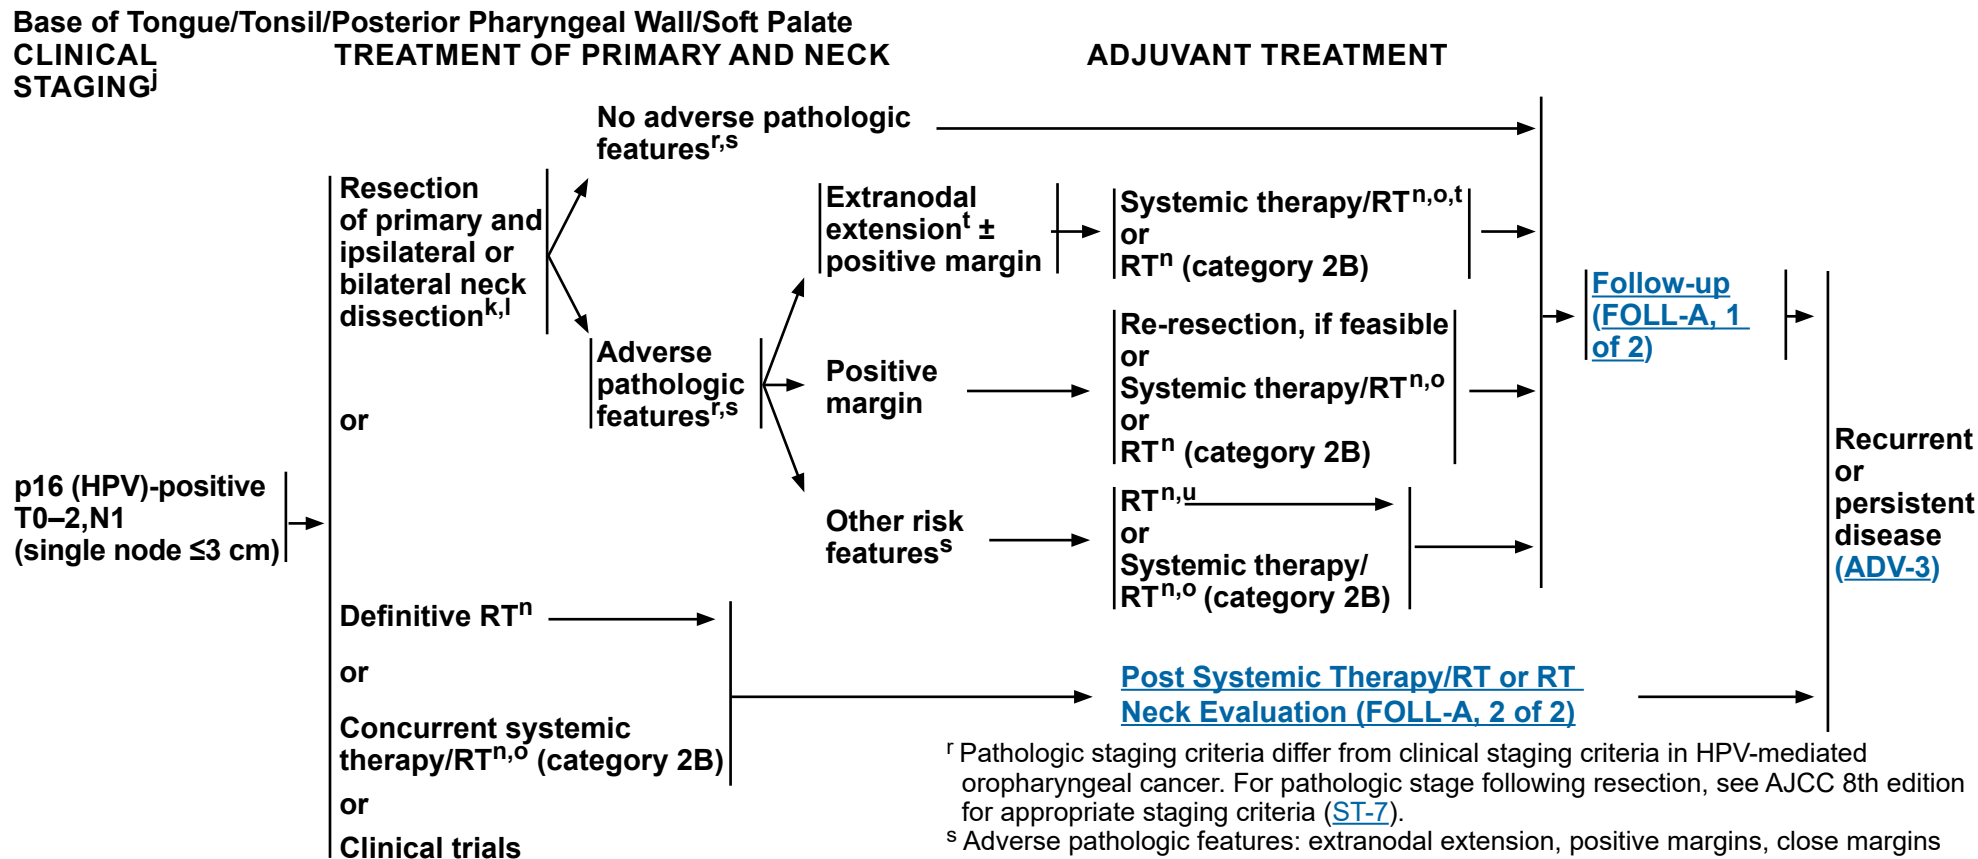 Base of Tongue/Tonsil/Posterior Pharyngeal Wall/Soft Palate
CLINICAL
STAGINGj
TREATMENT OF PRIMARY AND NECK
ADJUVANT TREATMENT
p16 (HPV)-positive
T0–2,N1
(single node ≤3 cm)
Resection
of primary and
ipsilateral or
bilateral neck
dissectionk,l
or
Definitive RTn
or
Concurrent systemic
therapy/RTn,o (category 2B)
or
Clinical trials
No adverse pathologic
featuresr,s
Adverse
pathologic
featuresr,s
Extranodal
extensiont ±
positive margin
Positive
margin
Other risk
featuress
Systemic therapy/RTn,o,t
or
RTn (category 2B)
Re-resection, if feasible
or
Systemic therapy/RTn,o
or
RTn (category 2B)
RTn,u
or
Systemic therapy/
RTn,o (category 2B)
Post Systemic Therapy/RT or RT
Neck Evaluation (FOLL-A, 2 of 2)
Follow-up
(FOLL-A, 1
of 2)
Recurrent
or
persistent
disease
(ADV-3)
r Pathologic staging criteria differ from clinical staging criteria in HPV-mediated
oropharyngeal cancer. For pathologic stage following resection, see AJCC 8th edition
for appropriate staging criteria (ST-7).
s Adverse pathologic features: extranodal extension, positive margins, close margins